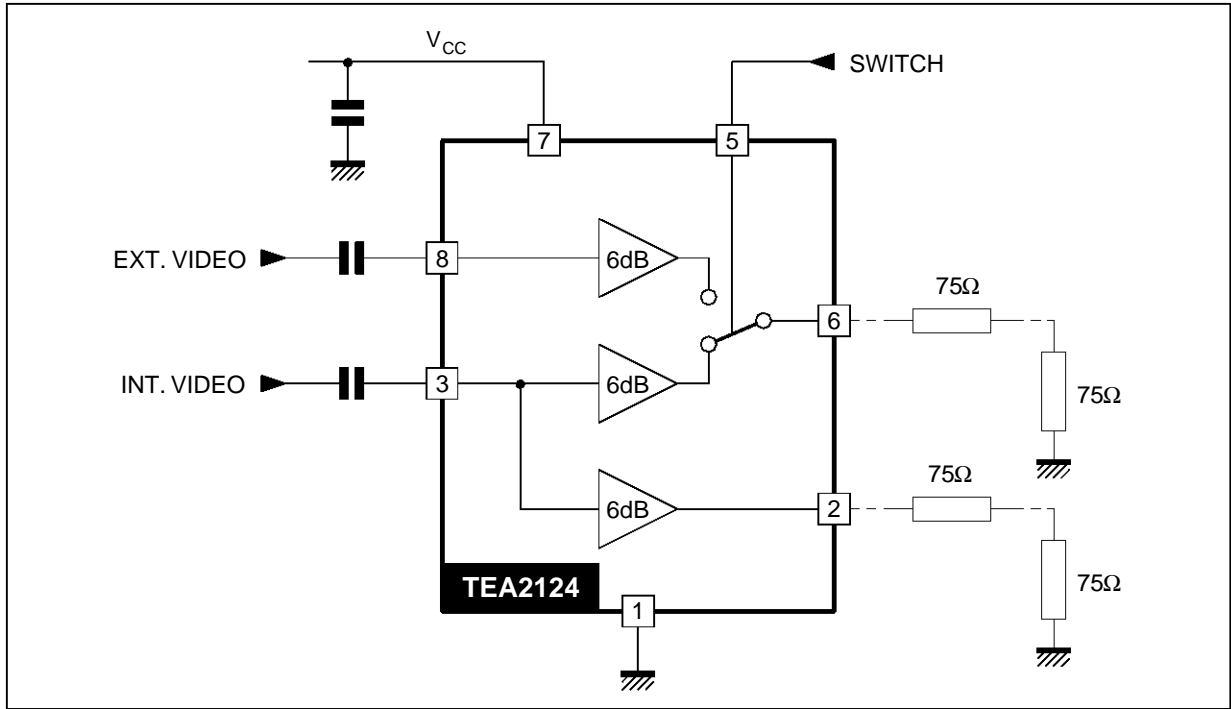 V_CC
SWITCH
7
5
EXT. VIDEO
8
6dB
75Ω
6
INT. VIDEO
3
6dB
75Ω
75Ω
6dB
2
TEA2124
75Ω
1